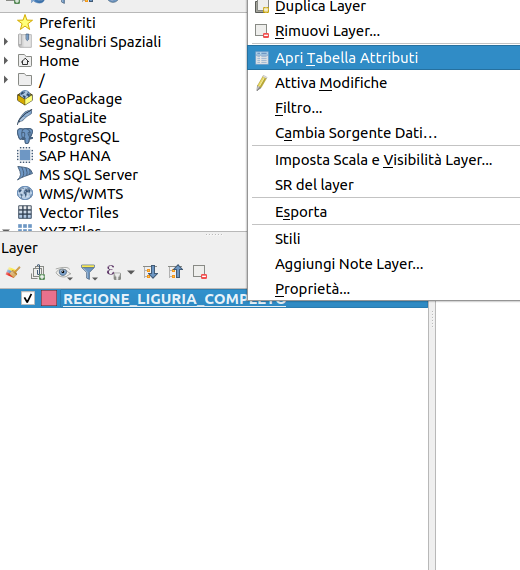 Preferiti
Segnalibri Spaziali
Home
/
GeoPackage
SpatiaLite
PostgreSQL
SAP HANA
MS SQL Server
WMS/WMTS
Vector Tiles
XYZ Tiles
Duplica Layer
Rimuovi Layer...
Apri Tabella Attributi
Attiva Modifiche
Filtro...
Cambia Sorgente Dati...
Imposta Scala e Visibilità Layer...
SR del layer
Esporta
Stili
Aggiungi Note Layer...
Proprietà...
Layer
REGIONE_LIGURIA_COMPLETO